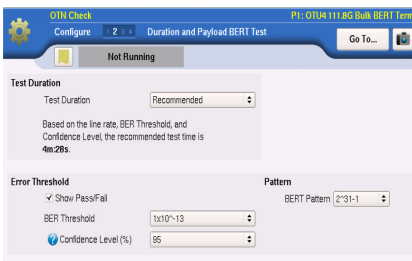 OTN Check
P1: OTU4 111.8G Bulk BERT Term
Configure 1 2 3 4 Duration and Payload BERT Test
Go To...
Not Running
Test Duration
Test Duration Recommended
Based on the line rate, BER
Threshold, and
Confidence Level, the recommended test time is
4m:28s.
Error Threshold
Pattern
Show Pass/Fail
BERT Pattern 2^31-1
BER Threshold 1x10^-13
Confidence Level (%) 95